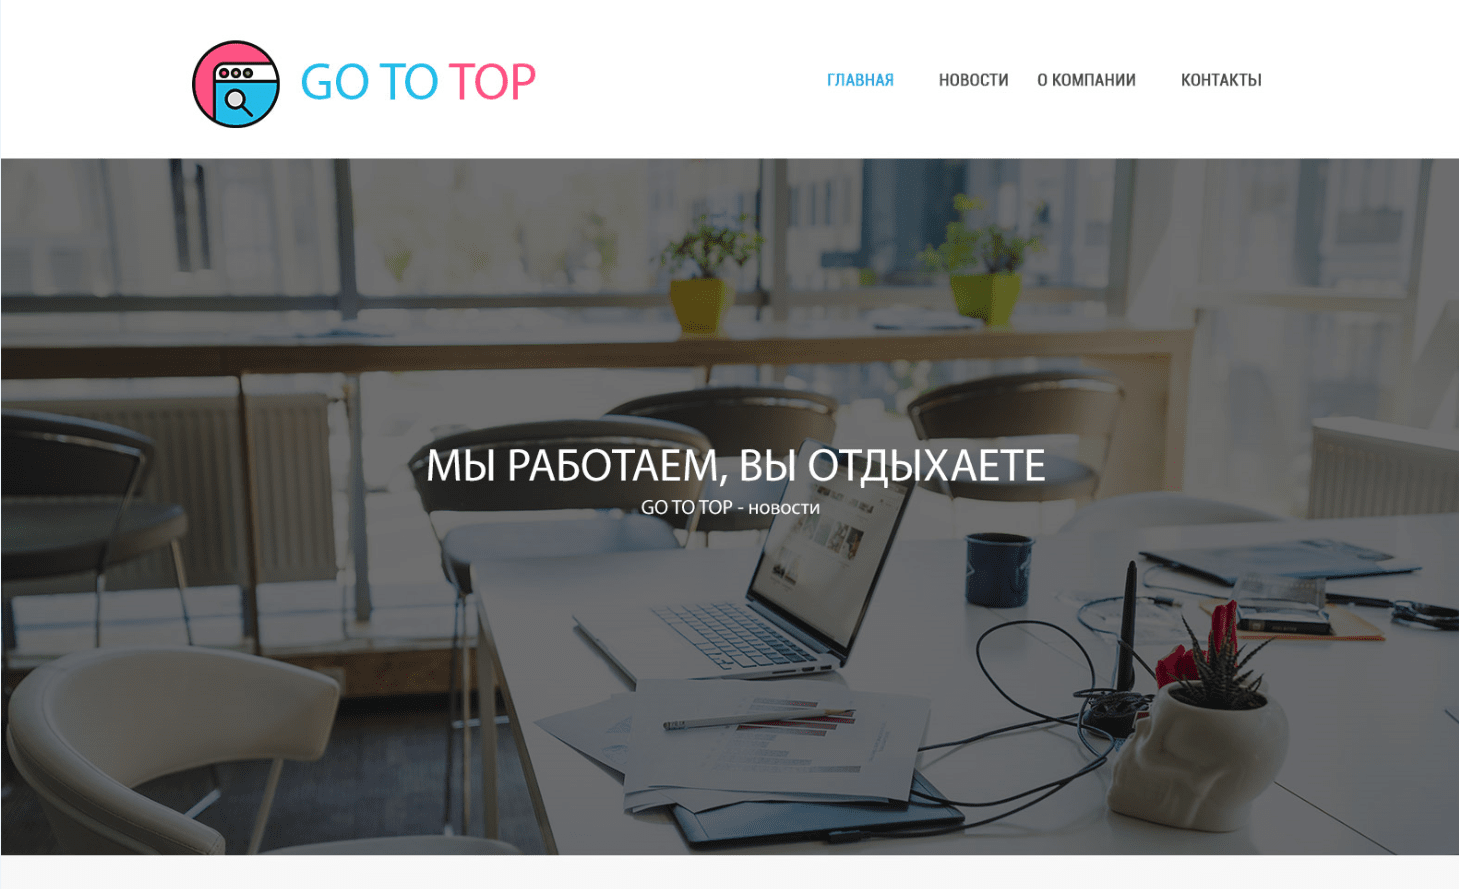 GO TO TOP
ГЛАВНАЯ НОВОСТИ О КОМПАНИИ КОНТАКТЫ
МЫ РАБОТАЕМ, ВЫ ОТДЫХАЕТЕ
GO TO TOP - новости